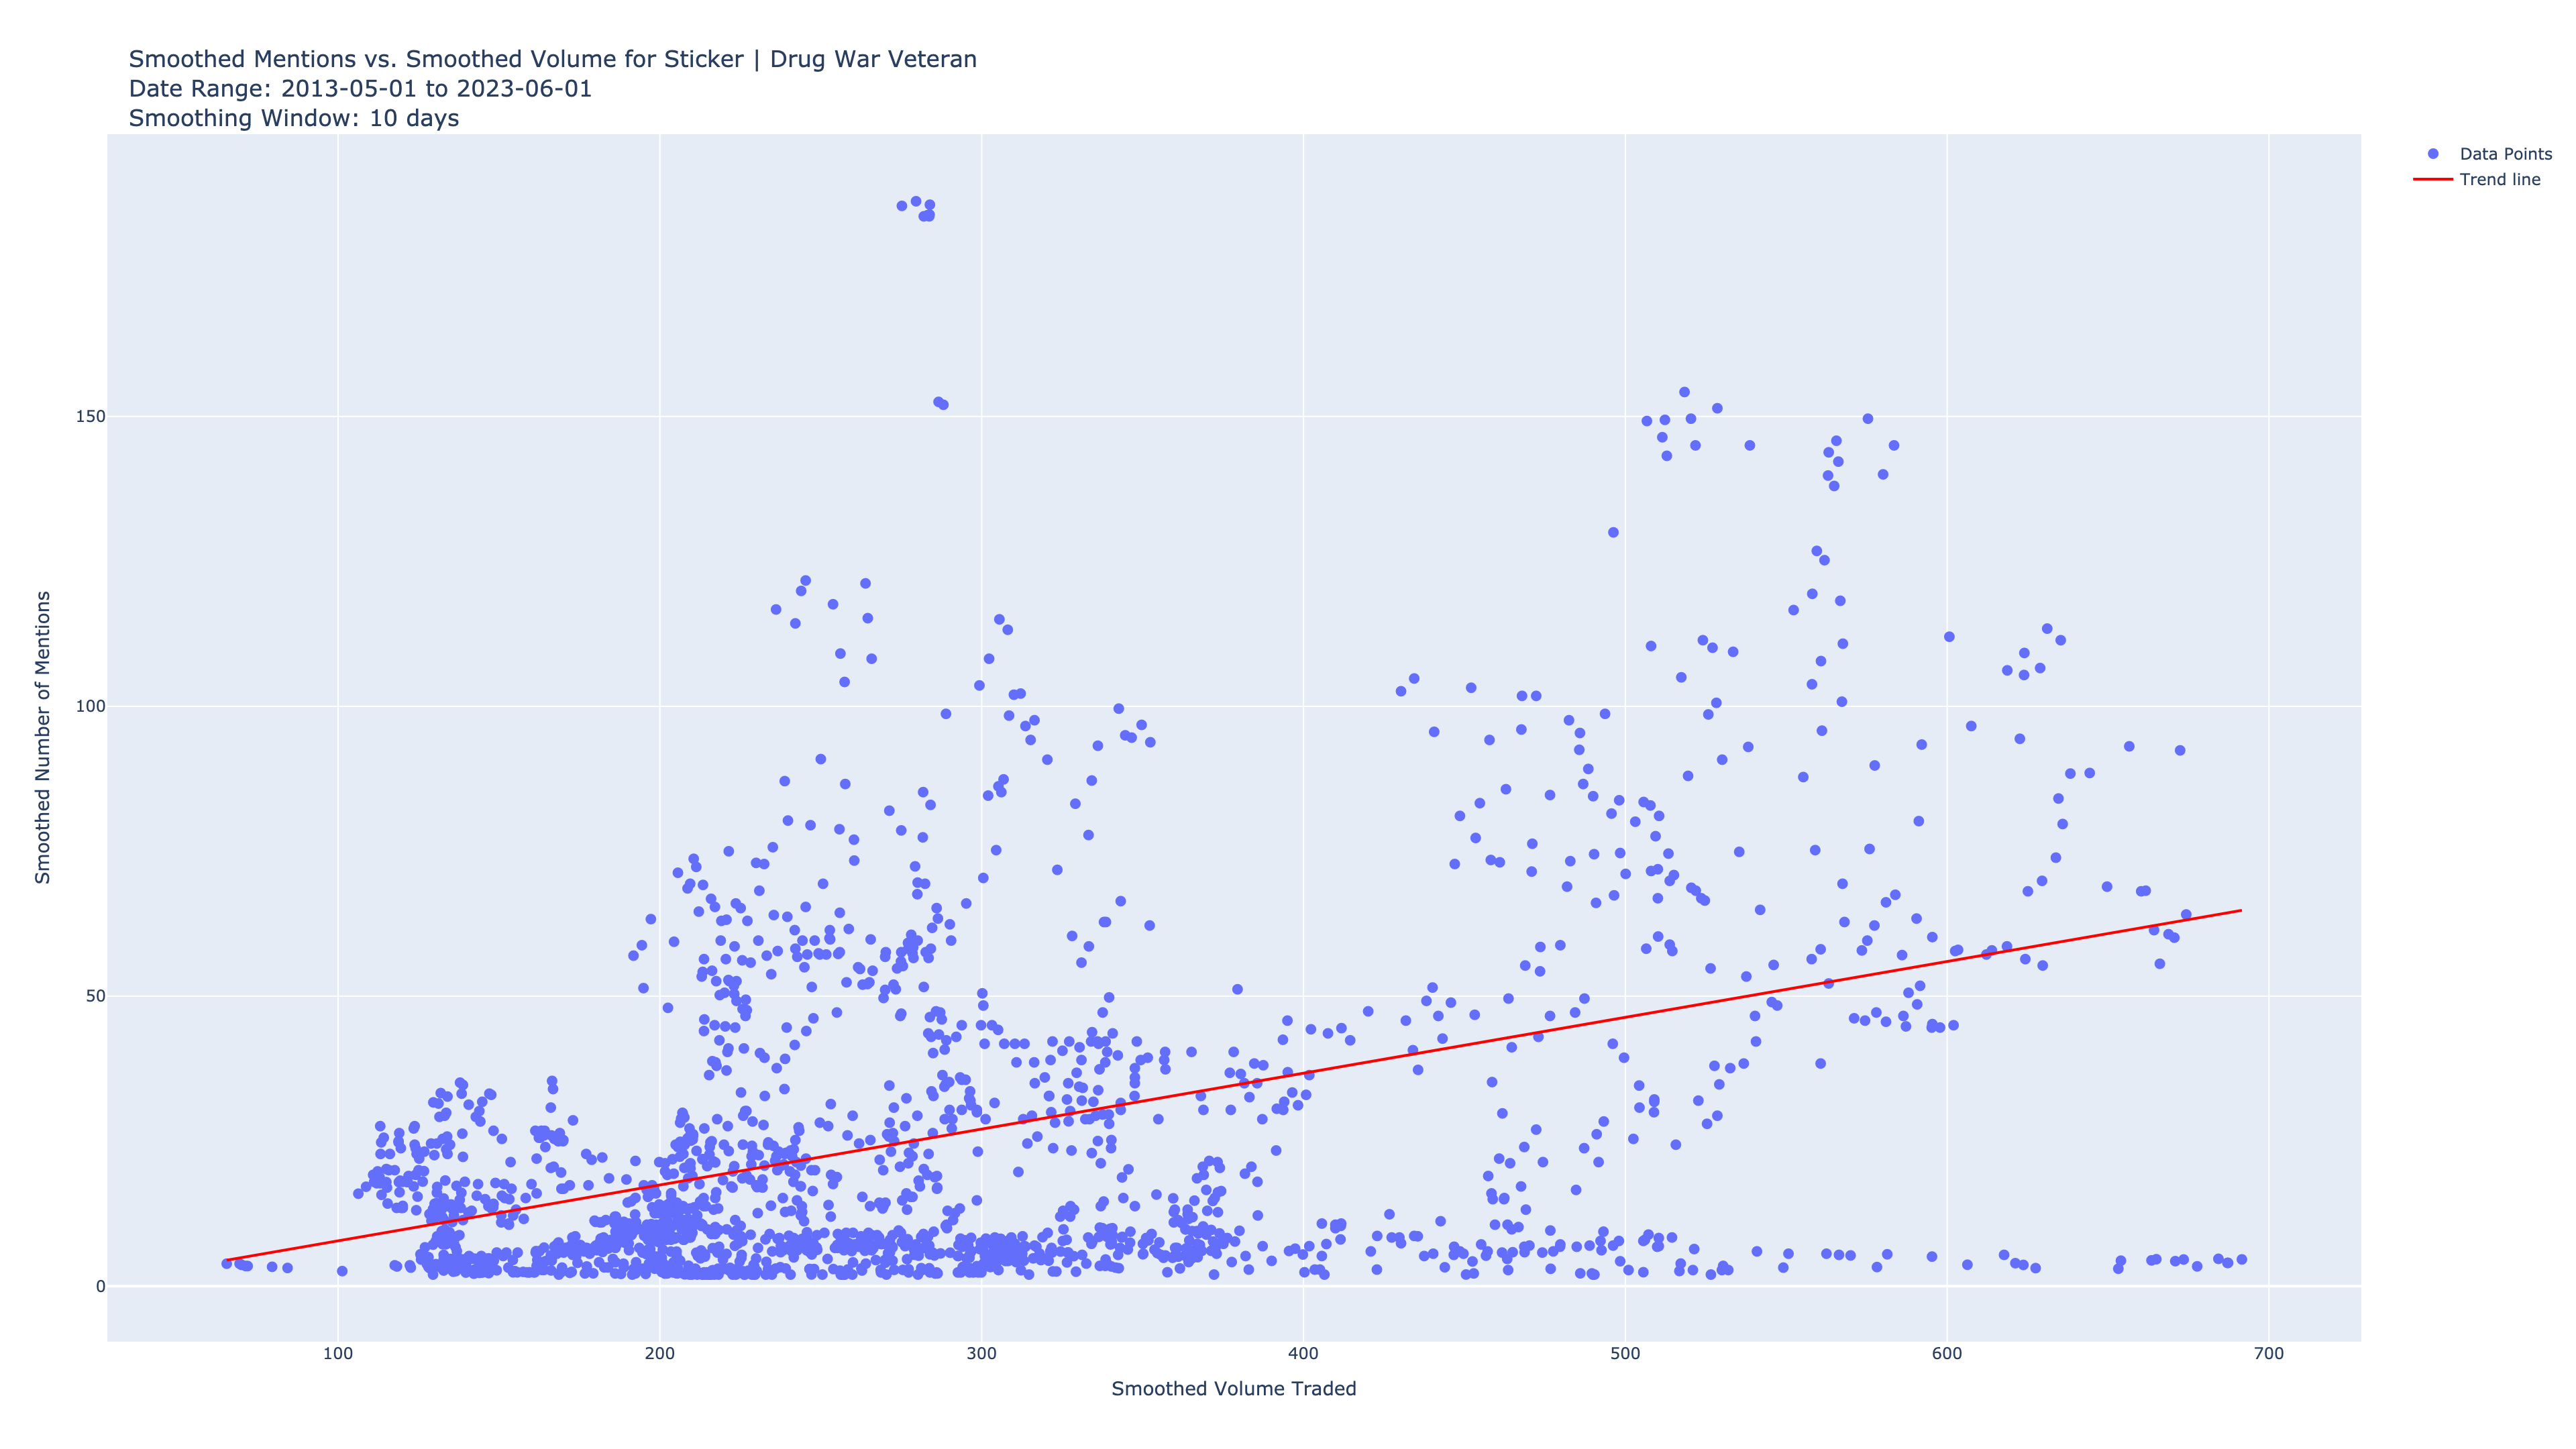 Smoothed Mentions vs. Smoothed Volume for Sticker | Drug War Veteran
Date Range: 2013-05-01 to 2023-06-01
Smoothing Window: 10 days
Data Points
Trend line
150
100
50
0
Smoothed Number of Mentions
100
200
300
400
500
600
700
Smoothed Volume Traded